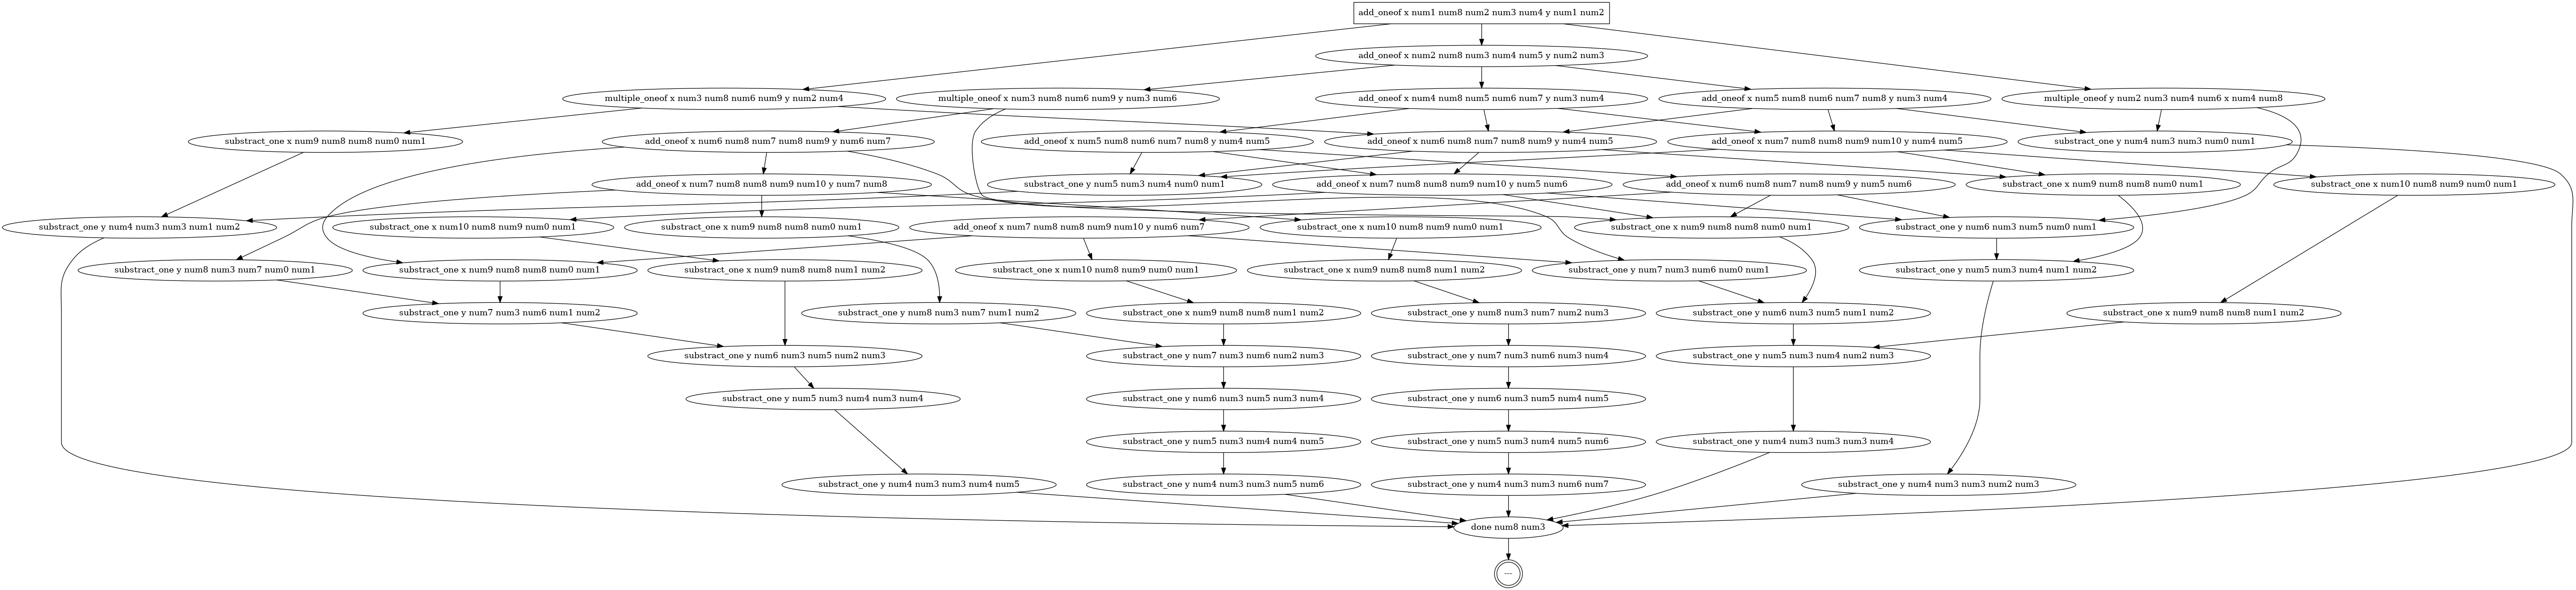 add_oneof x num1 num8 num2 num3 num4 y num1 num2
add_oneof x num2 num8 num3 num4 num5 y num2 num3
multiple_oneof x num3 num8 num6 num9 y num2 num4
multiple_oneof x num3 num8 num6 num9 y num3 num6
add_oneof x num4 num8 num5 num6 num7 y num3 num4
add_oneof x num5 num8 num6 num7 num8 y num3 num4
multiple_oneof y num2 num3 num4 num6 x num4 num8
substract_one x num9 num8 num8 num0 num1
add_oneof x num6 num8 num7 num8 num9 y num6 num7
add_oneof x num5 num8 num6 num7 num8 y num4 num5
add_oneof x num6 num8 num7 num8 num9 y num4 num5
add_oneof x num7 num8 num8 num9 num10 y num4 num5
substract_one y num4 num3 num3 num0 num1
add_oneof x num7 num8 num8 num9 num10 y num7 num8
substract_one y num5 num3 num4 num0 num1
add_oneof x num7 num8 num8 num9 num10 y num5 num6
add_oneof x num6 num8 num7 num8 num9 y num5 num6
substract_one x num9 num8 num8 num0 num1
substract_one x num10 num8 num9 num0 num1
substract_one y num4 num3 num3 num1 num2
substract_one x num10 num8 num9 num0 num1
substract_one x num9 num8 num8 num0 num1
add_oneof x num7 num8 num8 num9 num10 y num6 num7
substract_one x num10 num8 num9 num0 num1
substract_one x num9 num8 num8 num0 num1
substract_one y num6 num3 num5 num0 num1
substract_one y num8 num3 num7 num0 num1
substract_one x num9 num8 num8 num0 num1
substract_one x num9 num8 num8 num1 num2
substract_one x num10 num8 num9 num0 num1
substract_one x num9 num8 num8 num1 num2
substract_one y num7 num3 num6 num0 num1
substract_one y num5 num3 num4 num1 num2
substract_one y num7 num3 num6 num1 num2
substract_one y num8 num3 num7 num1 num2
substract_one x num9 num8 num8 num1 num2
substract_one y num8 num3 num7 num2 num3
substract_one y num6 num3 num5 num1 num2
substract_one x num9 num8 num8 num1 num2
substract_one y num6 num3 num5 num2 num3
substract_one y num7 num3 num6 num2 num3
substract_one y num7 num3 num6 num3 num4
substract_one y num5 num3 num4 num2 num3
substract_one y num5 num3 num4 num3 num4
substract_one y num6 num3 num5 num3 num4
substract_one y num6 num3 num5 num4 num5
substract_one y num5 num3 num4 num4 num5
substract_one y num5 num3 num4 num5 num6
substract_one y num4 num3 num3 num3 num4
substract_one y num4 num3 num3 num4 num5
substract_one y num4 num3 num3 num5 num6
substract_one y num4 num3 num3 num6 num7
substract_one y num4 num3 num3 num2 num3
done num8 num3
---